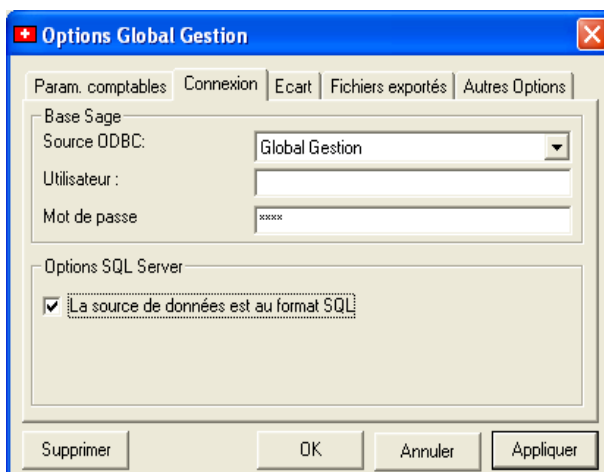 Options Global Gestion
Param. comptables Connexion Ecart Fichiers exportés Autres Options
Base Sage
Source ODBC: Global Gestion
Utilisateur :
Mot de passe ****
Options SQL Server
La source de données est au format SQL
Supprimer OK Annuler Appliquer